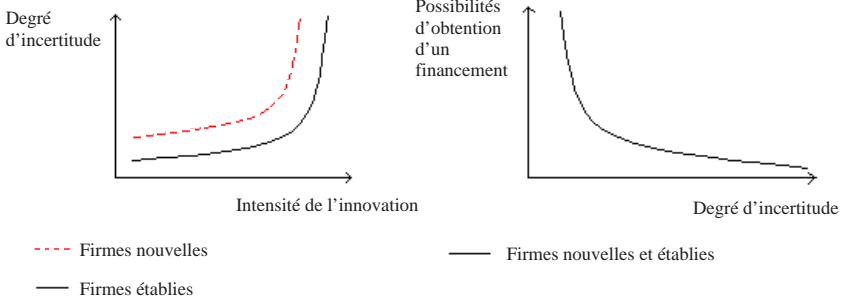 Degré
d’incertitude
Intensité de l’innovation
Firmes nouvelles
Firmes établies
Possibilités
d’obtention
d’un
financement
Degré d’incertitude
Firmes nouvelles et établies